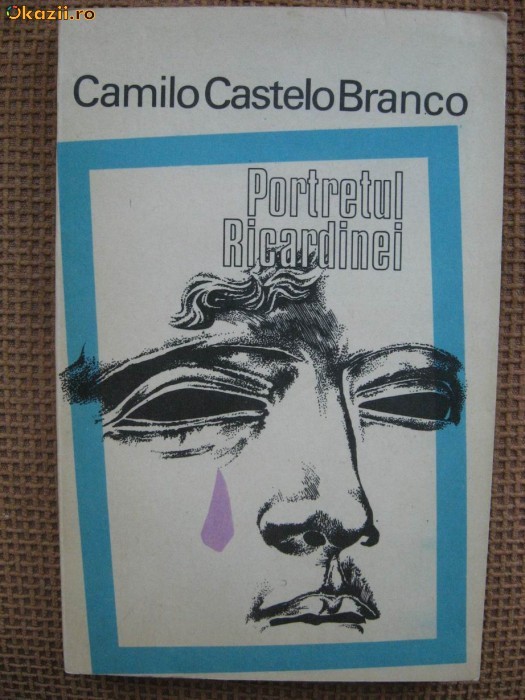 Okazii.ro
Camilo Castelo Branco
Portretul
Ricardinei